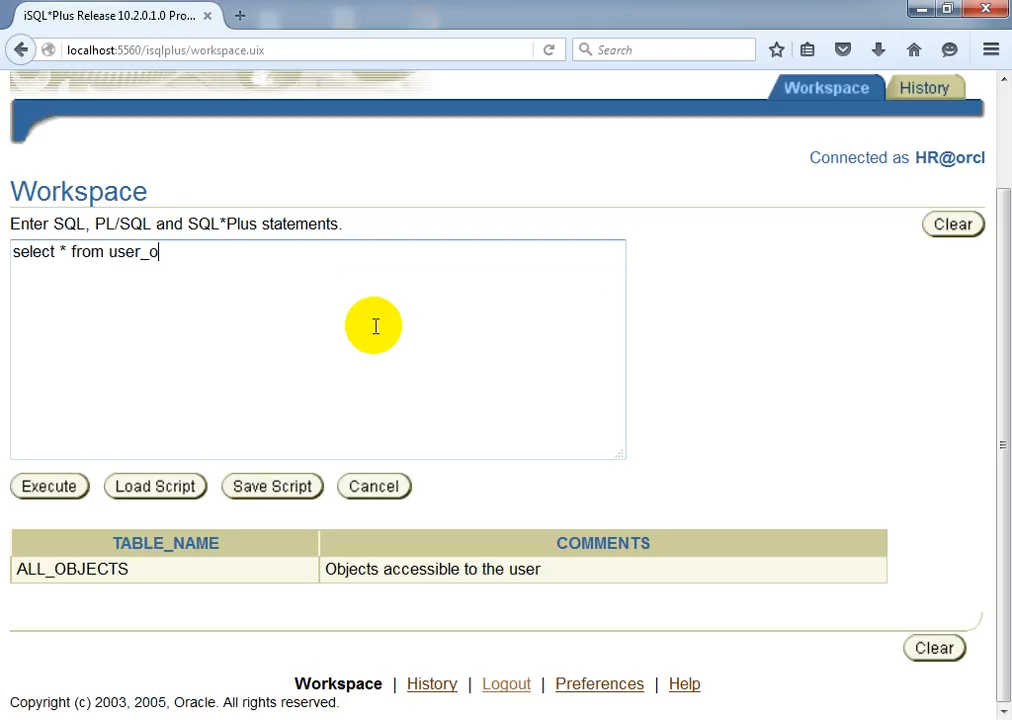 iSQL*Plus Release 10.2.0.1.0 Pro...
localhost:5560/isqlplus/workspace.uix
Search
Workspace History
Connected as HR@orcl
Workspace
Enter SQL, PL/SQL and SQL*Plus statements.
Clear
select * from user_o
Execute Load Script Save Script Cancel
TABLE_NAME COMMENTS
ALL_OBJECTS Objects accessible to the user
Clear
Workspace | History | Logout | Preferences | Help
Copyright (c) 2003, 2005, Oracle. All rights reserved.